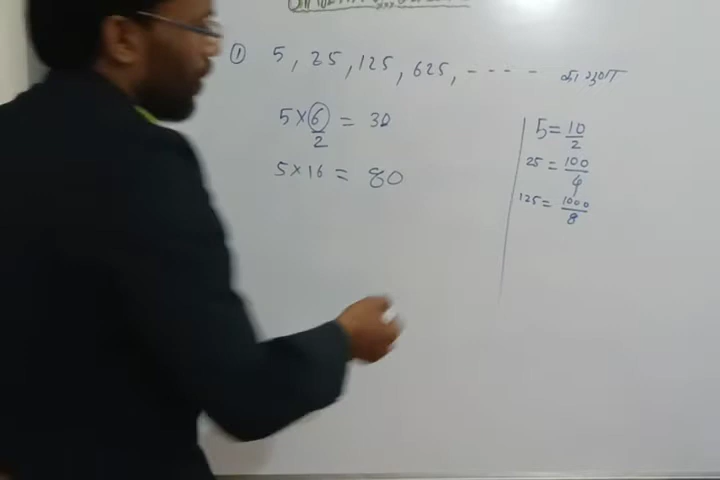 ① 5, 25, 125, 625, - - - -
5×6/2 = 30
5×16 = 80
5 = 10/2
25 = 100/4
125 = 1000/8